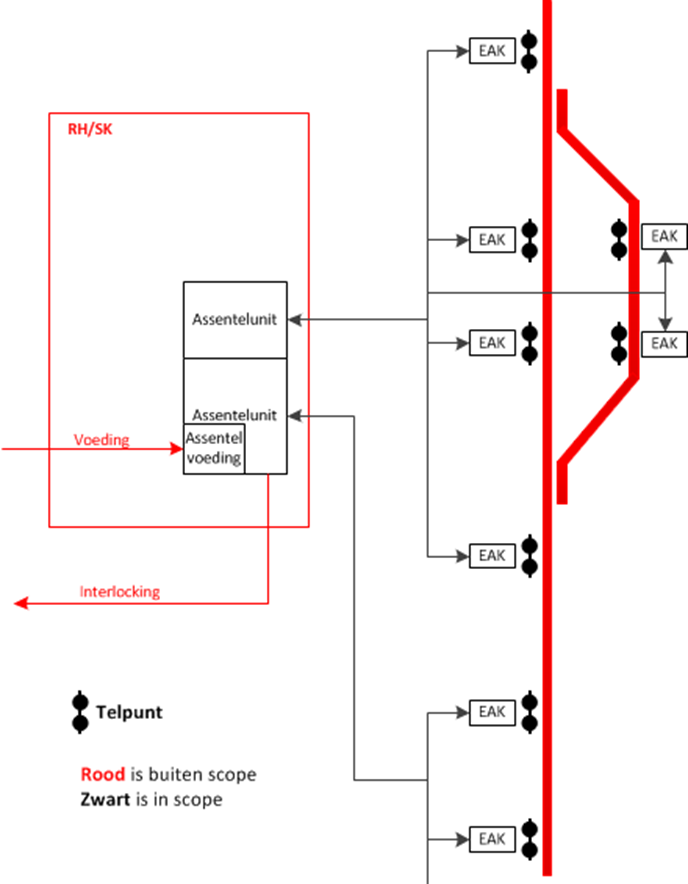 EAK
RH/SK
EAK
EAK
Assentelunit
EAK
EAK
Assentelunit
Voeding
Assentel
voeding
EAK
Interlocking
Telpunt
EAK
Rood is buiten scope
Zwart is in scope
EAK